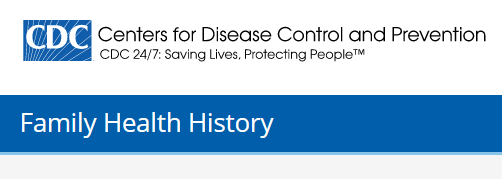 CDC Centers for Disease Control and Prevention
CDC 24/7: Saving Lives, Protecting People™
Family Health History